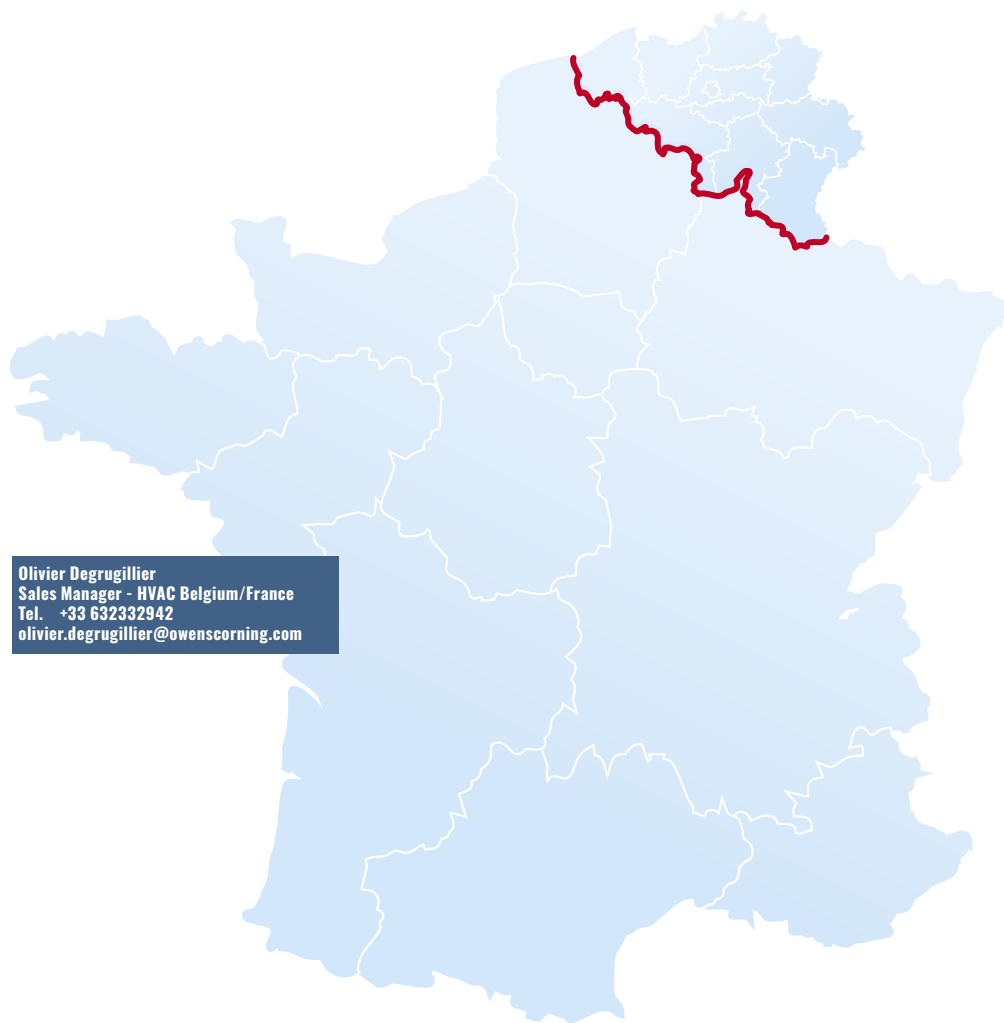 Olivier Degrugillier
Sales Manager - HVAC Belgium/France
Tel. +33 632332942
olivier.degrugillier@owenscorning.com